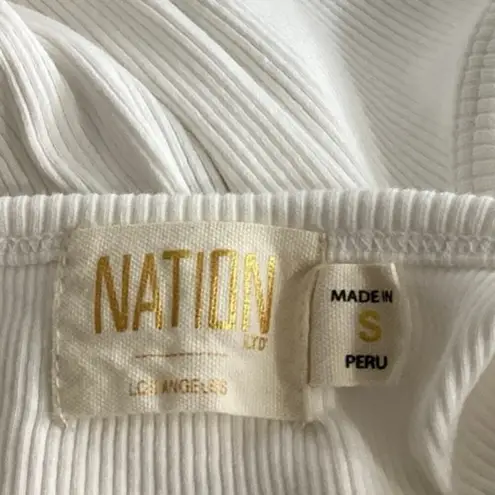 NATION
LTD
LOS ANGELES
MADE IN
S
PERU